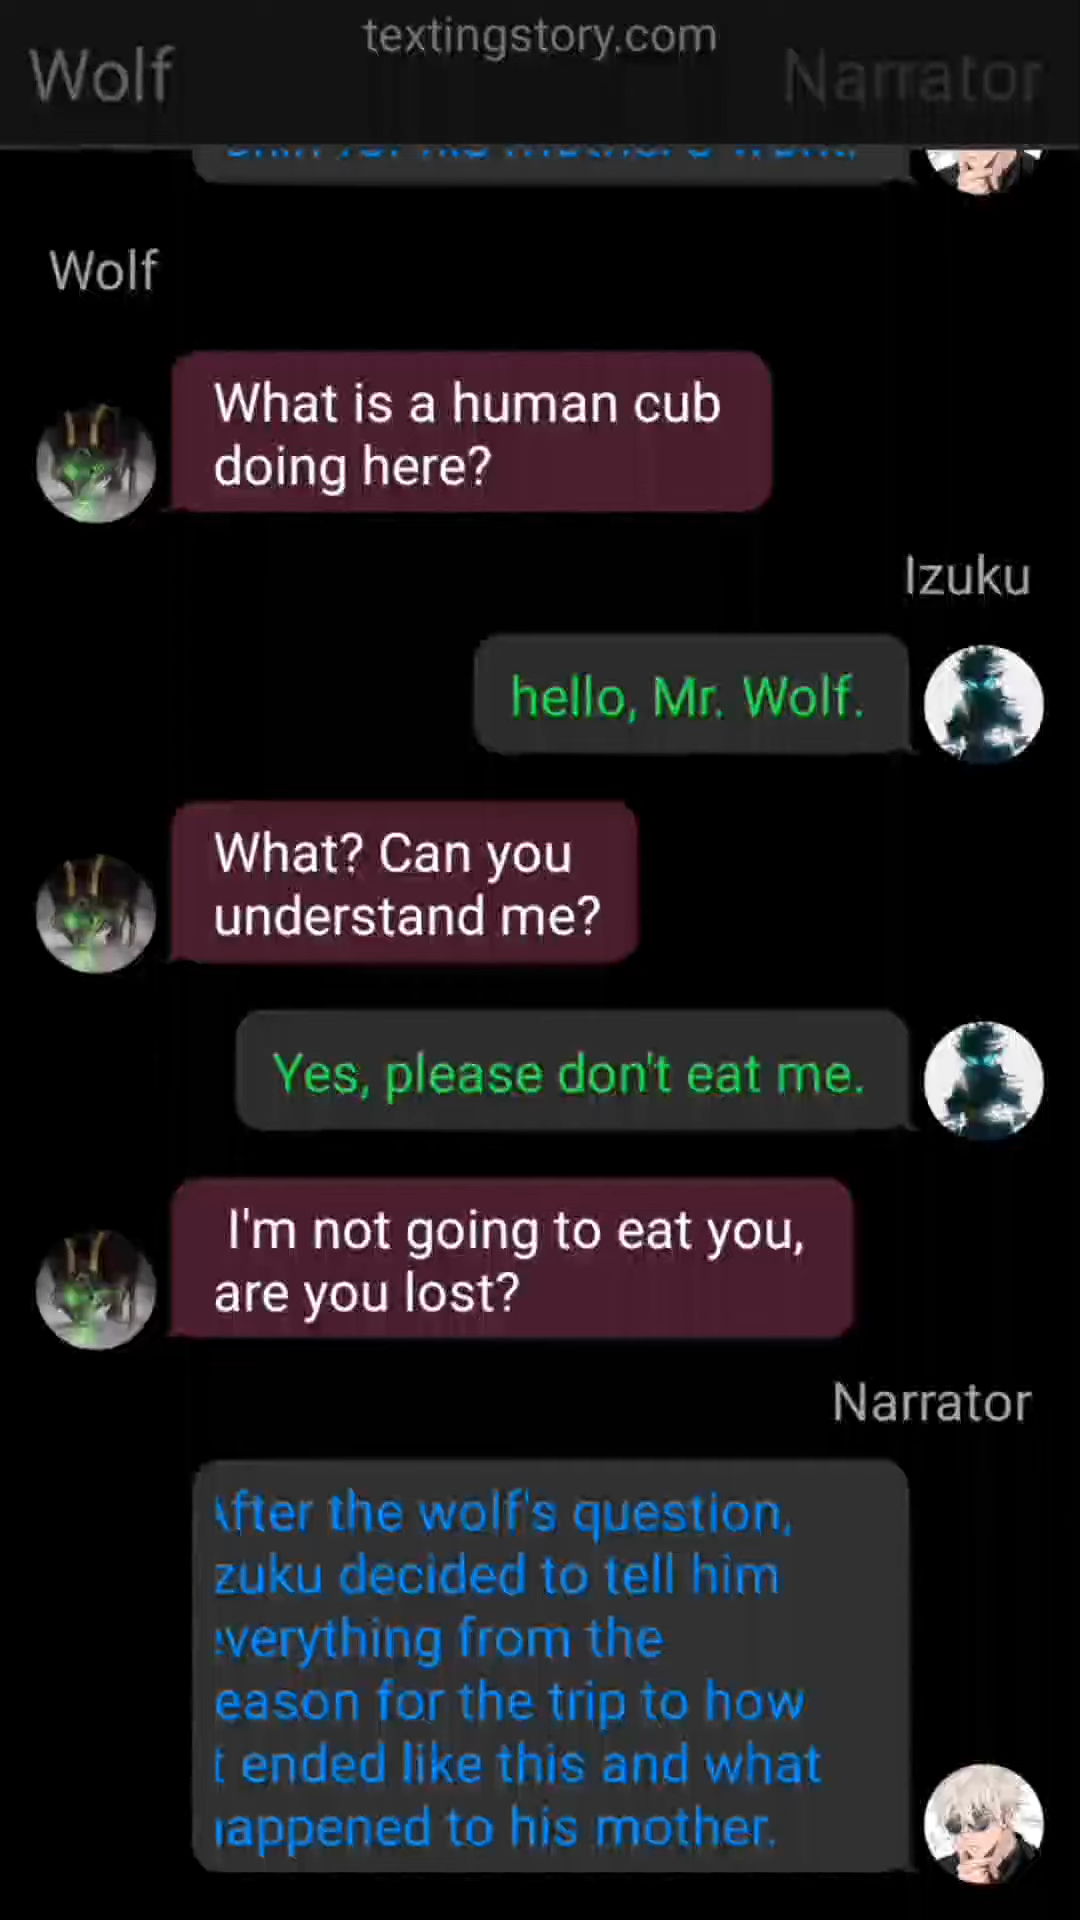 textingstory.com
Wolf
Narrator
Wolf
What is a human cub
doing here?
Izuku
hello, Mr. Wolf.
What? Can you
understand me?
Yes, please don't eat me.
I'm not going to eat you,
are you lost?
Narrator
After the wolf's question,
zuku decided to tell him
everything from the
eason for the trip to how
t ended like this and what
happened to his mother.